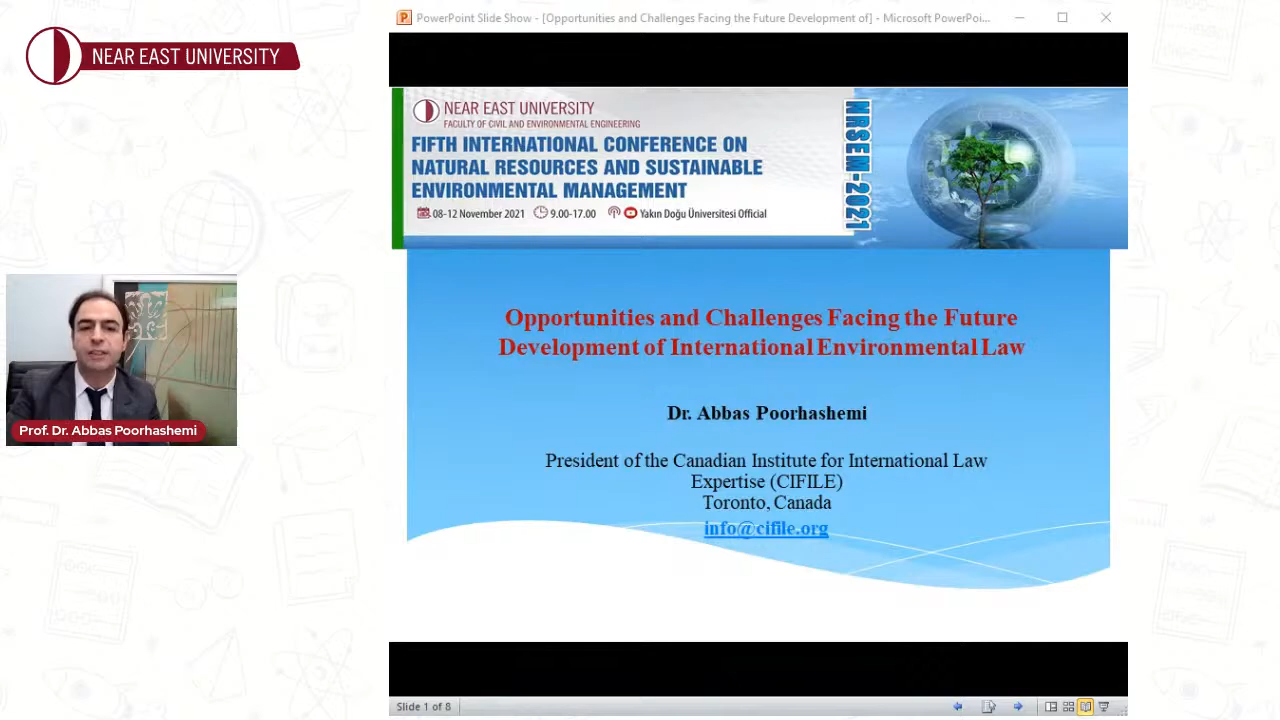 NEAR EAST UNIVERSITY
PowerPoint Slide Show - [Opportunities and Challenges Facing the Future Development of] - Microsoft PowerPoi...
NEAR EAST UNIVERSITY
FACULTY OF CIVIL AND ENVIRONMENTAL ENGINEERING
FIFTH INTERNATIONAL CONFERENCE ON
NATURAL RESOURCES AND SUSTAINABLE
ENVIRONMENTAL MANAGEMENT
08-12 November 2021 9.00-17.00 Yakın Doğu Üniversitesi Official
NRSEM-2021
Opportunities and Challenges Facing the Future
Development of International Environmental Law
Dr. Abbas Poorhashemi
President of the Canadian Institute for International Law
Expertise (CIFILE)
Toronto, Canada
info@cifile.org
Prof. Dr. Abbas Poorhashemi
Slide 1 of 8